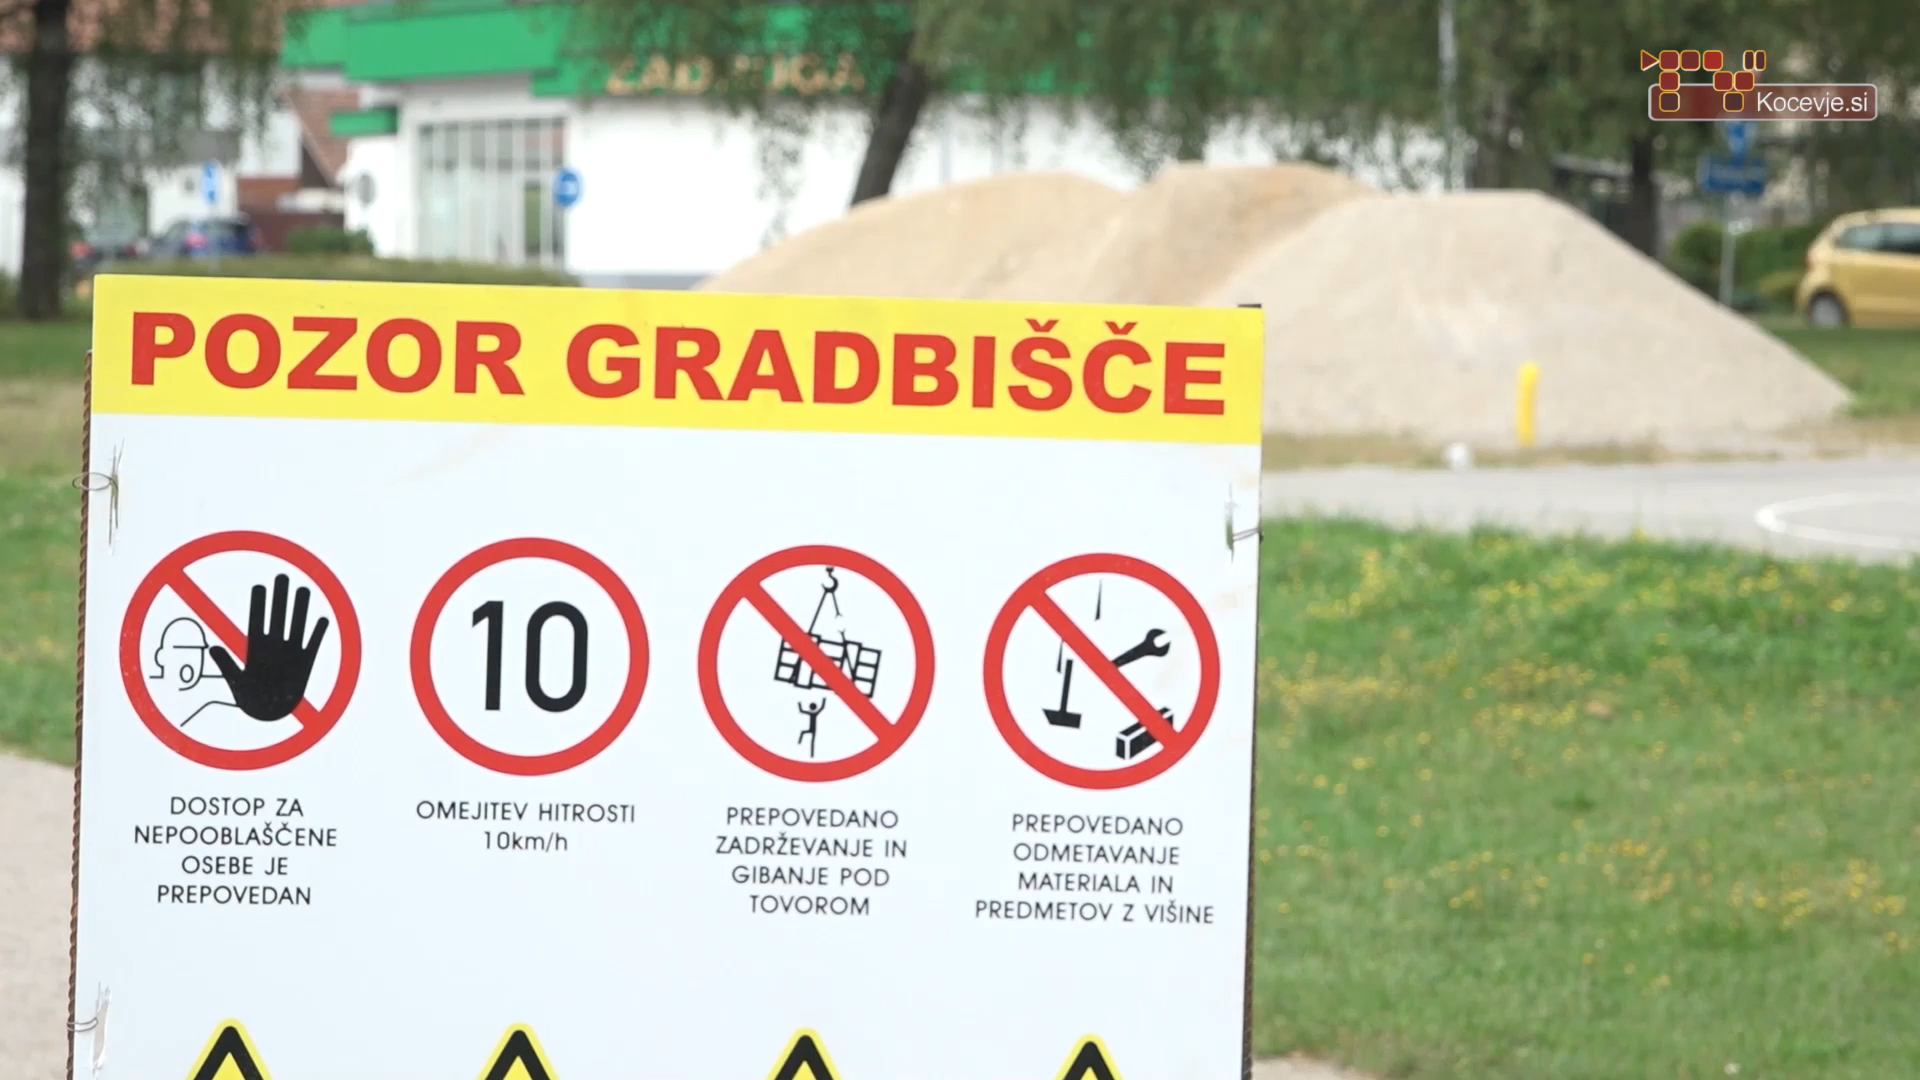 ZADRUGA
Kocevje.si
POZOR GRADBIŠČE
10
DOSTOP ZA
NEPOOBLAŠČENE
OSEBE JE
PREPOVEDAN
OMEJITEV HITROSTI
10km/h
PREPOVEDANO
ZADRŽEVANJE IN
GIBANJE POD
TOVOROM
PREPOVEDANO
ODMETAVANJE
MATERIALA IN
PREDMETOV Z VIŠINE